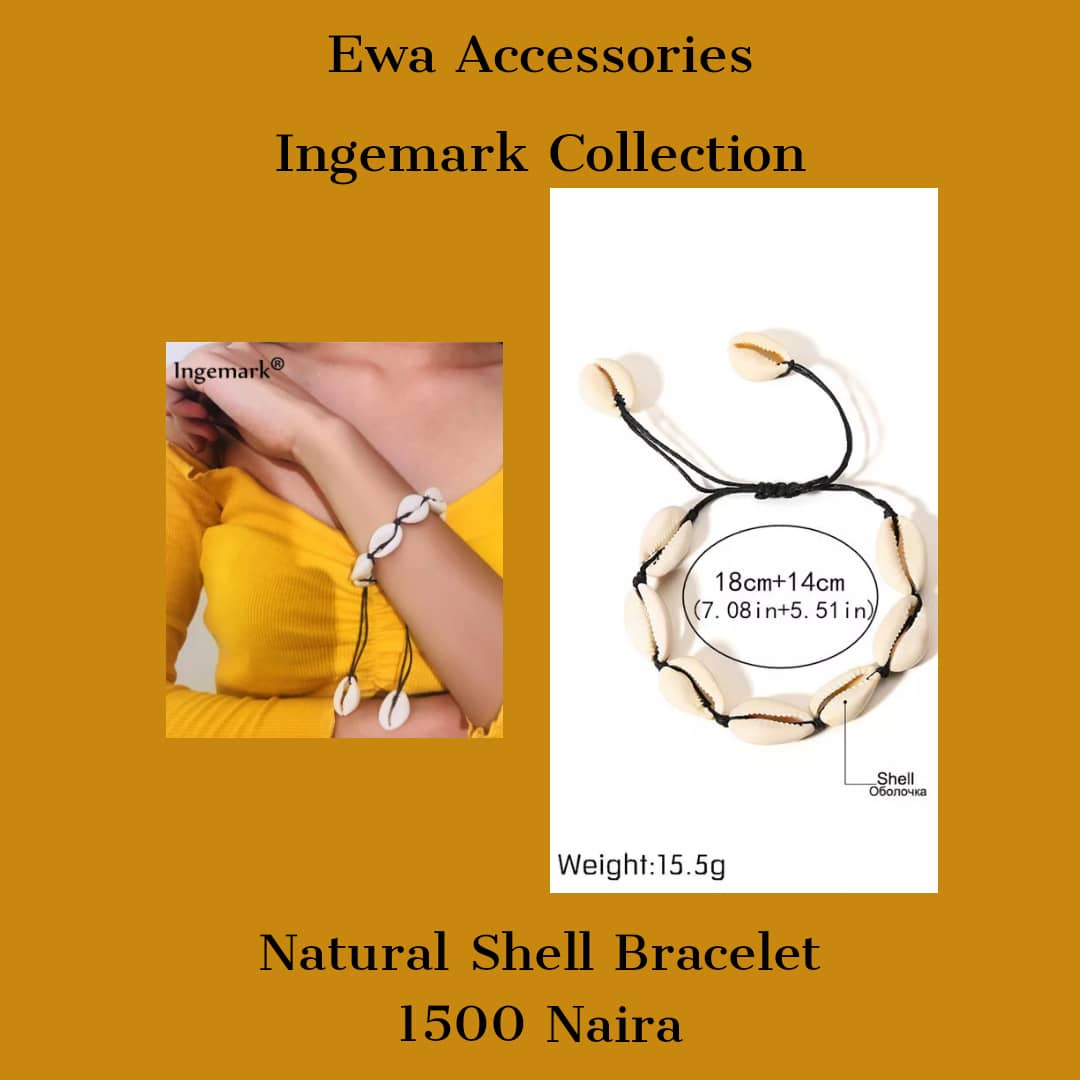 Ewa Accessories
Ingemark Collection
Ingemark®
18cm+14cm
(7.08in+5.51in)
Shell
Оболочка
Weight:15.5g
Natural Shell Bracelet
1500 Naira